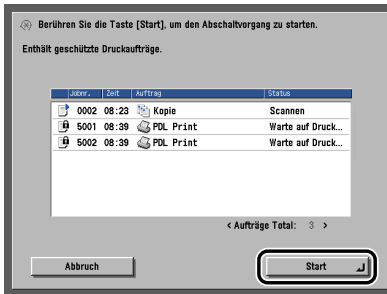 Berühren Sie die Taste [Start], um den Abschaltvorgang zu starten.
Enthält geschützte Druckaufträge.
Jobnr. Zeit Auftrag Status
0002 08:23 Kopie Scannen
5001 08:39 PDL Print Warte auf Druck...
5002 08:39 PDL Print Warte auf Druck...
< Aufträge Total: 3 >
Abbruch Start